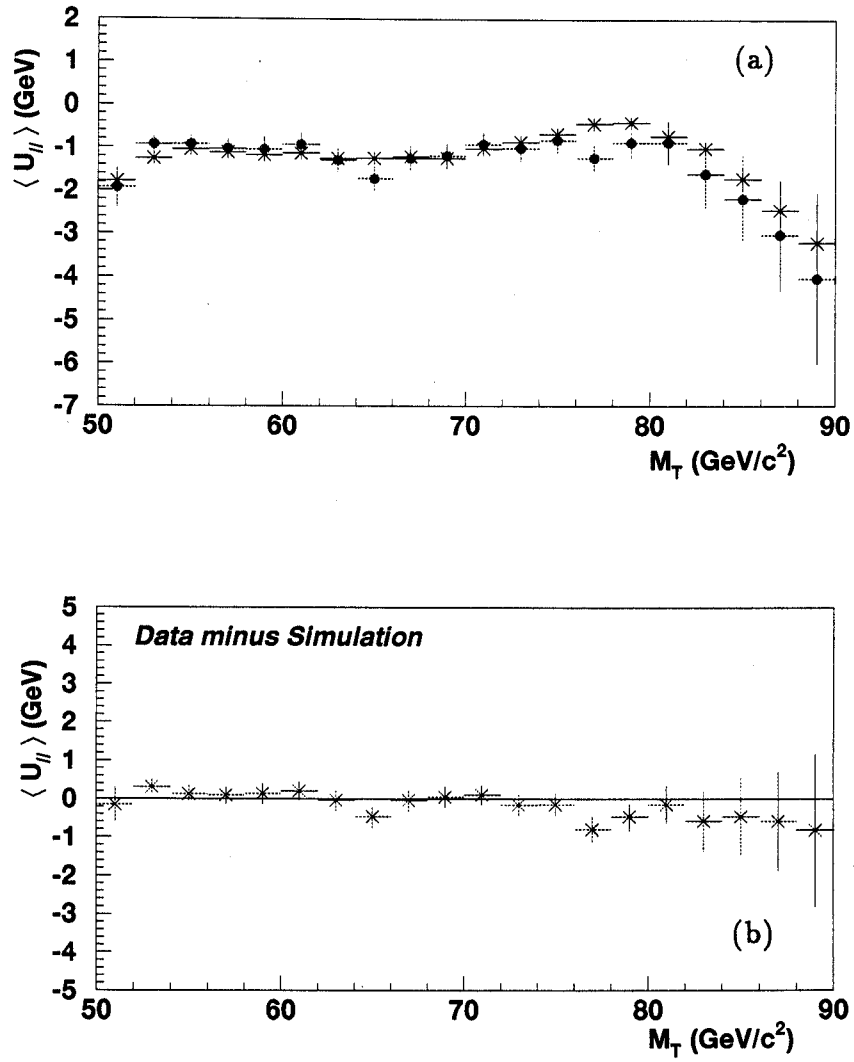 (a)
⟨ U// ⟩ (GeV)
2
1
0
-1
-2
-3
-4
-5
-6
-7
50 60 70 80 90
M_T (GeV/c²)
Data minus Simulation
⟨ U// ⟩ (GeV)
5
4
3
2
1
0
-1
-2
-3
-4
-5
(b)
50 60 70 80 90
M_T (GeV/c²)